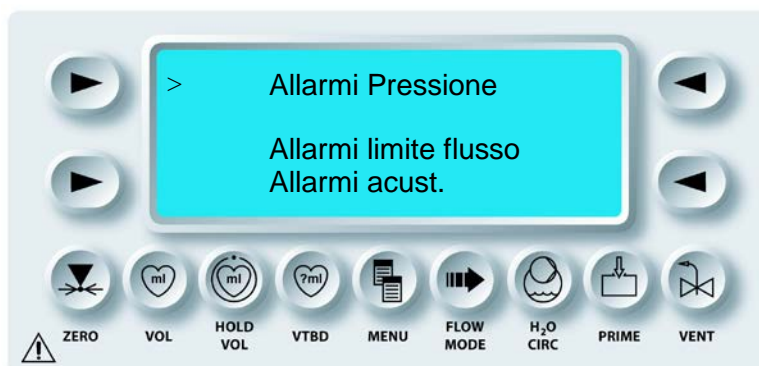 > Allarmi Pressione
Allarmi limite flusso
Allarmi acust.
ml ml ?ml
ZERO VOL HOLD VOL VTBD MENU FLOW MODE H₂O CIRC PRIME VENT